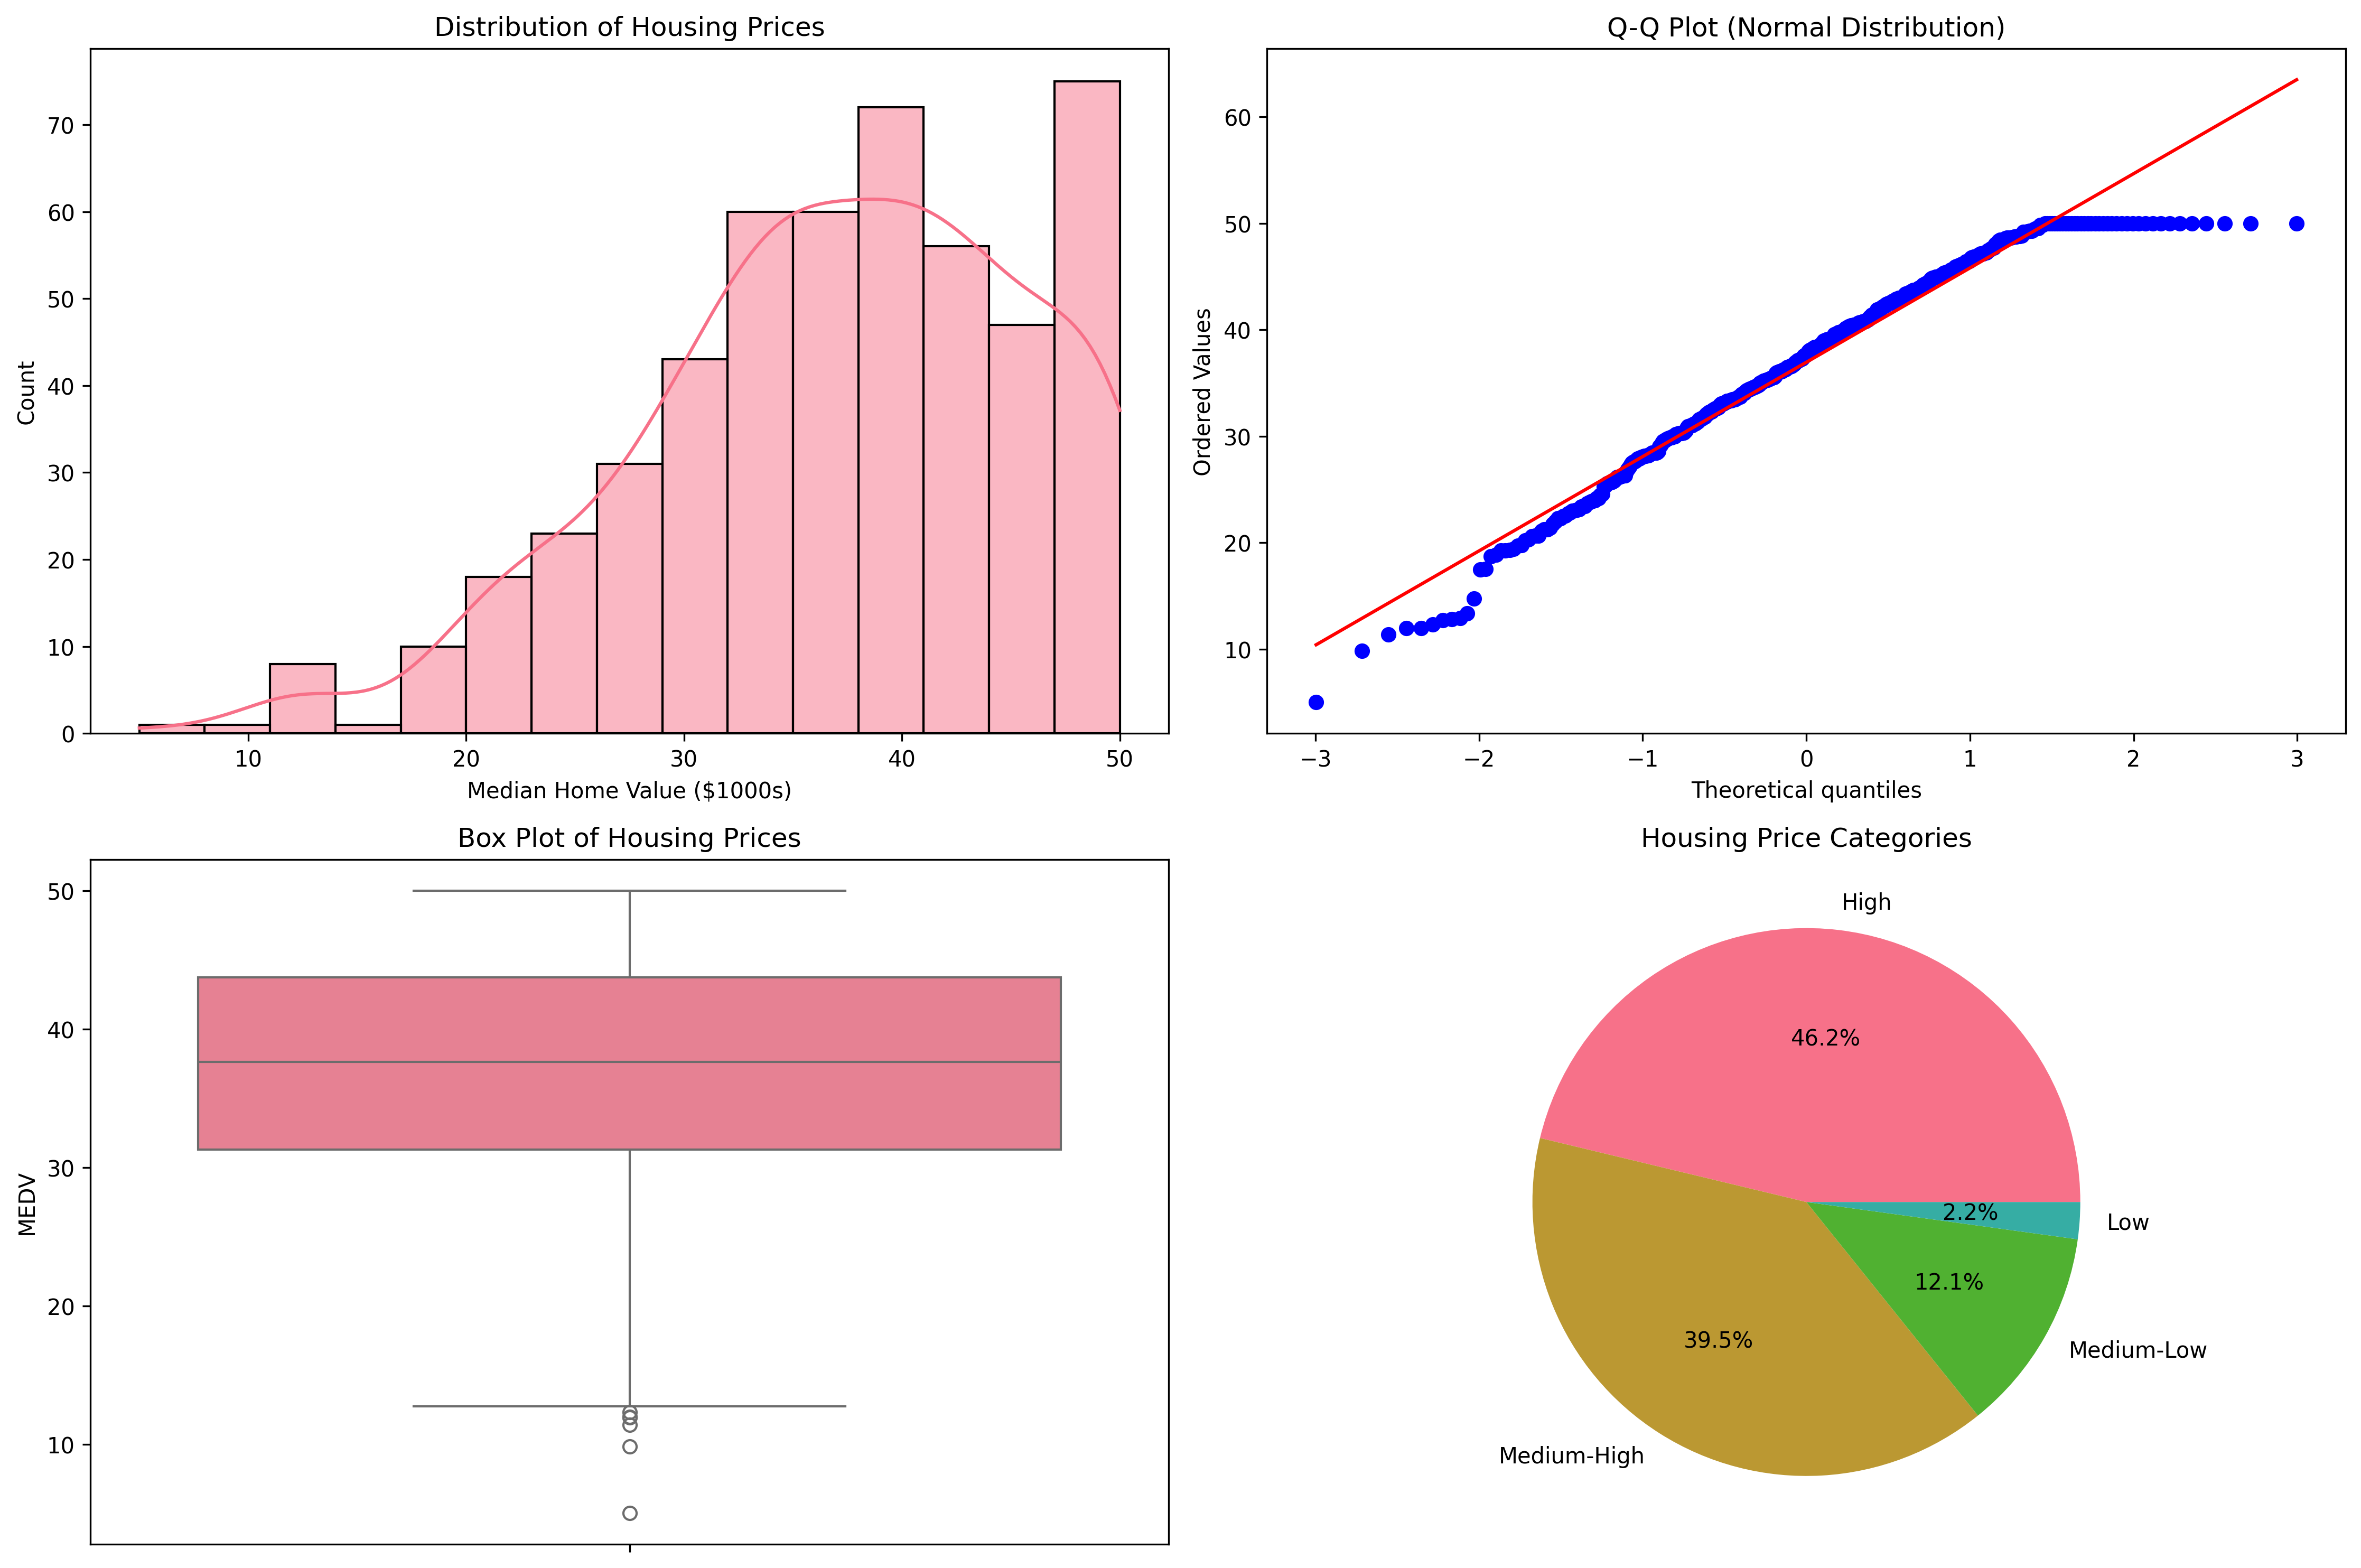 Distribution of Housing Prices
Count
70
60
50
40
30
20
10
0
10 20 30 40 50
Median Home Value ($1000s)
Q-Q Plot (Normal Distribution)
Ordered Values
60
50
40
30
20
10
−3 −2 −1 0 1 2 3
Theoretical quantiles
Box Plot of Housing Prices
MEDV
50
40
30
20
10
Housing Price Categories
High
46.2%
2.2%
Low
12.1%
39.5%
Medium-Low
Medium-High